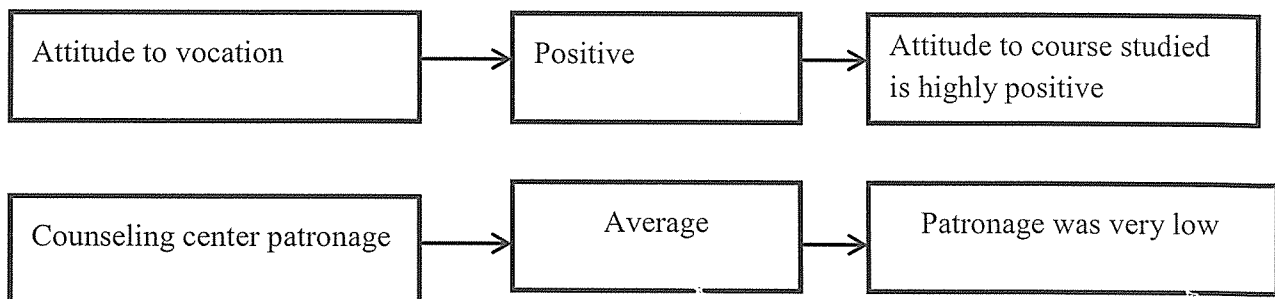 Attitude to vocation
Positive
Attitude to course studied
is highly positive
Counseling center patronage
Average
Patronage was very low